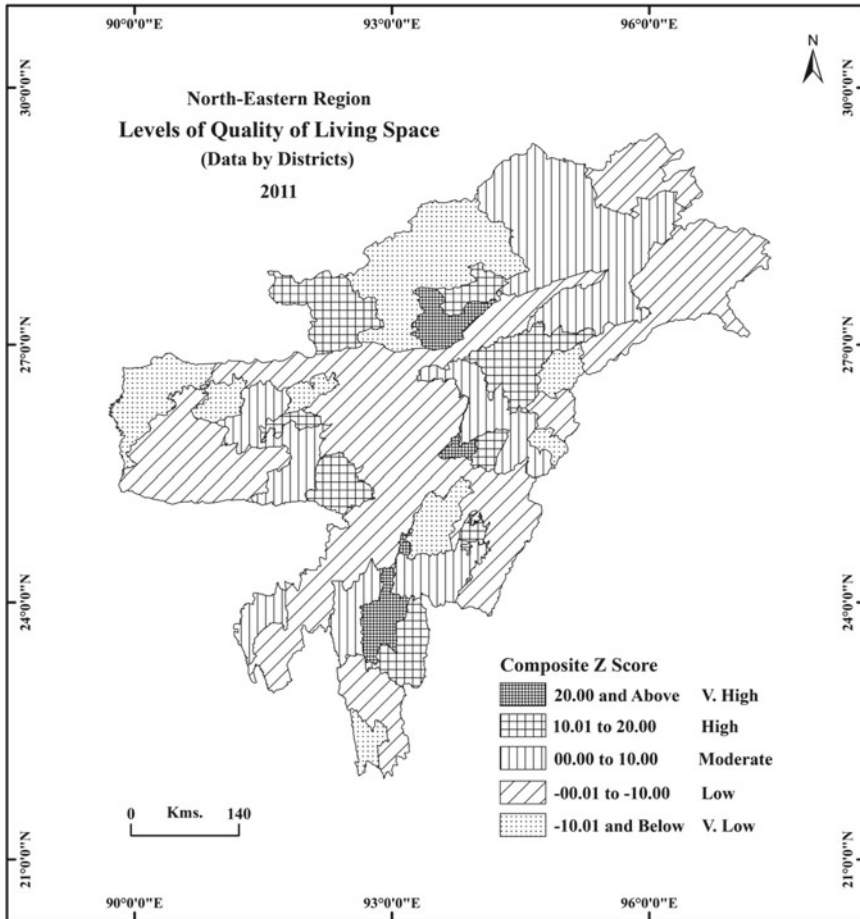 90°0'0"E 93°0'0"E 96°0'0"E
N
30°0'0"N 30°0'0"N
North-Eastern Region
Levels of Quality of Living Space
(Data by Districts)
2011
27°0'0"N 27°0'0"N
24°0'0"N 24°0'0"N
Composite Z Score
20.00 and Above V. High
10.01 to 20.00 High
00.00 to 10.00 Moderate
-00.01 to -10.00 Low
-10.01 and Below V. Low
0 Kms. 140
21°0'0"N 21°0'0"N
90°0'0"E 93°0'0"E 96°0'0"E